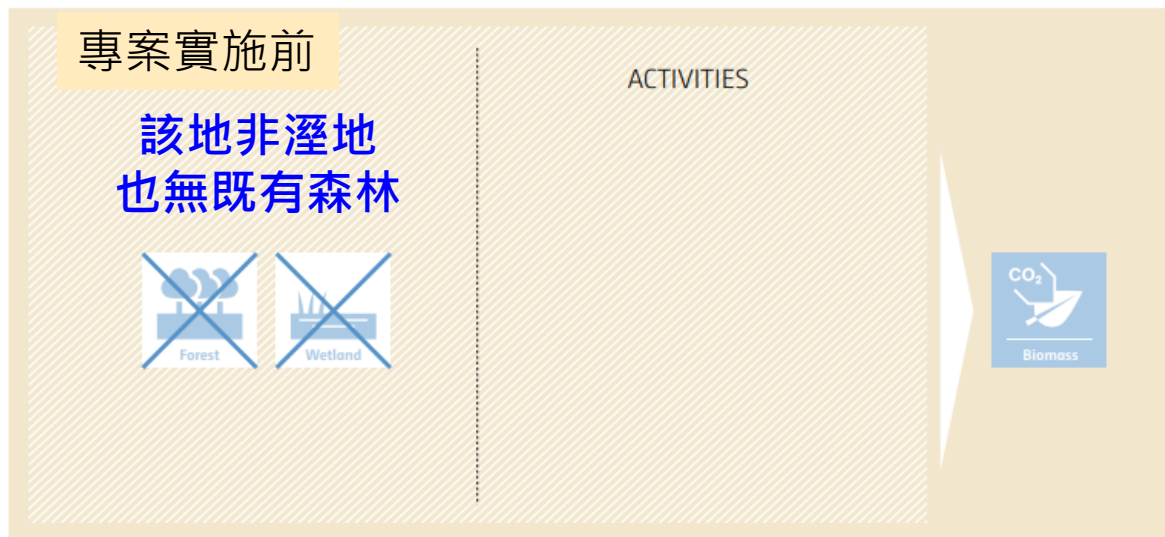 專案實施前
該地非溼地
也無既有森林
Forest
Wetland
ACTIVITIES
CO₂
Biomass